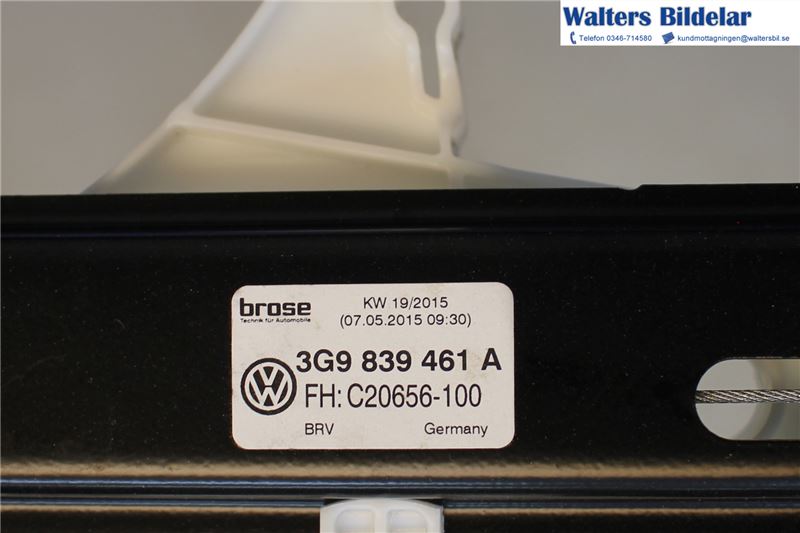 Walters Bildelar
Telefon 0346-714580 kundmottagningen@waltersbil.se
brose
Technik für Automobile
KW 19/2015
(07.05.2015 09:30)
3G9 839 461 A
FH: C20656-100
BRV Germany